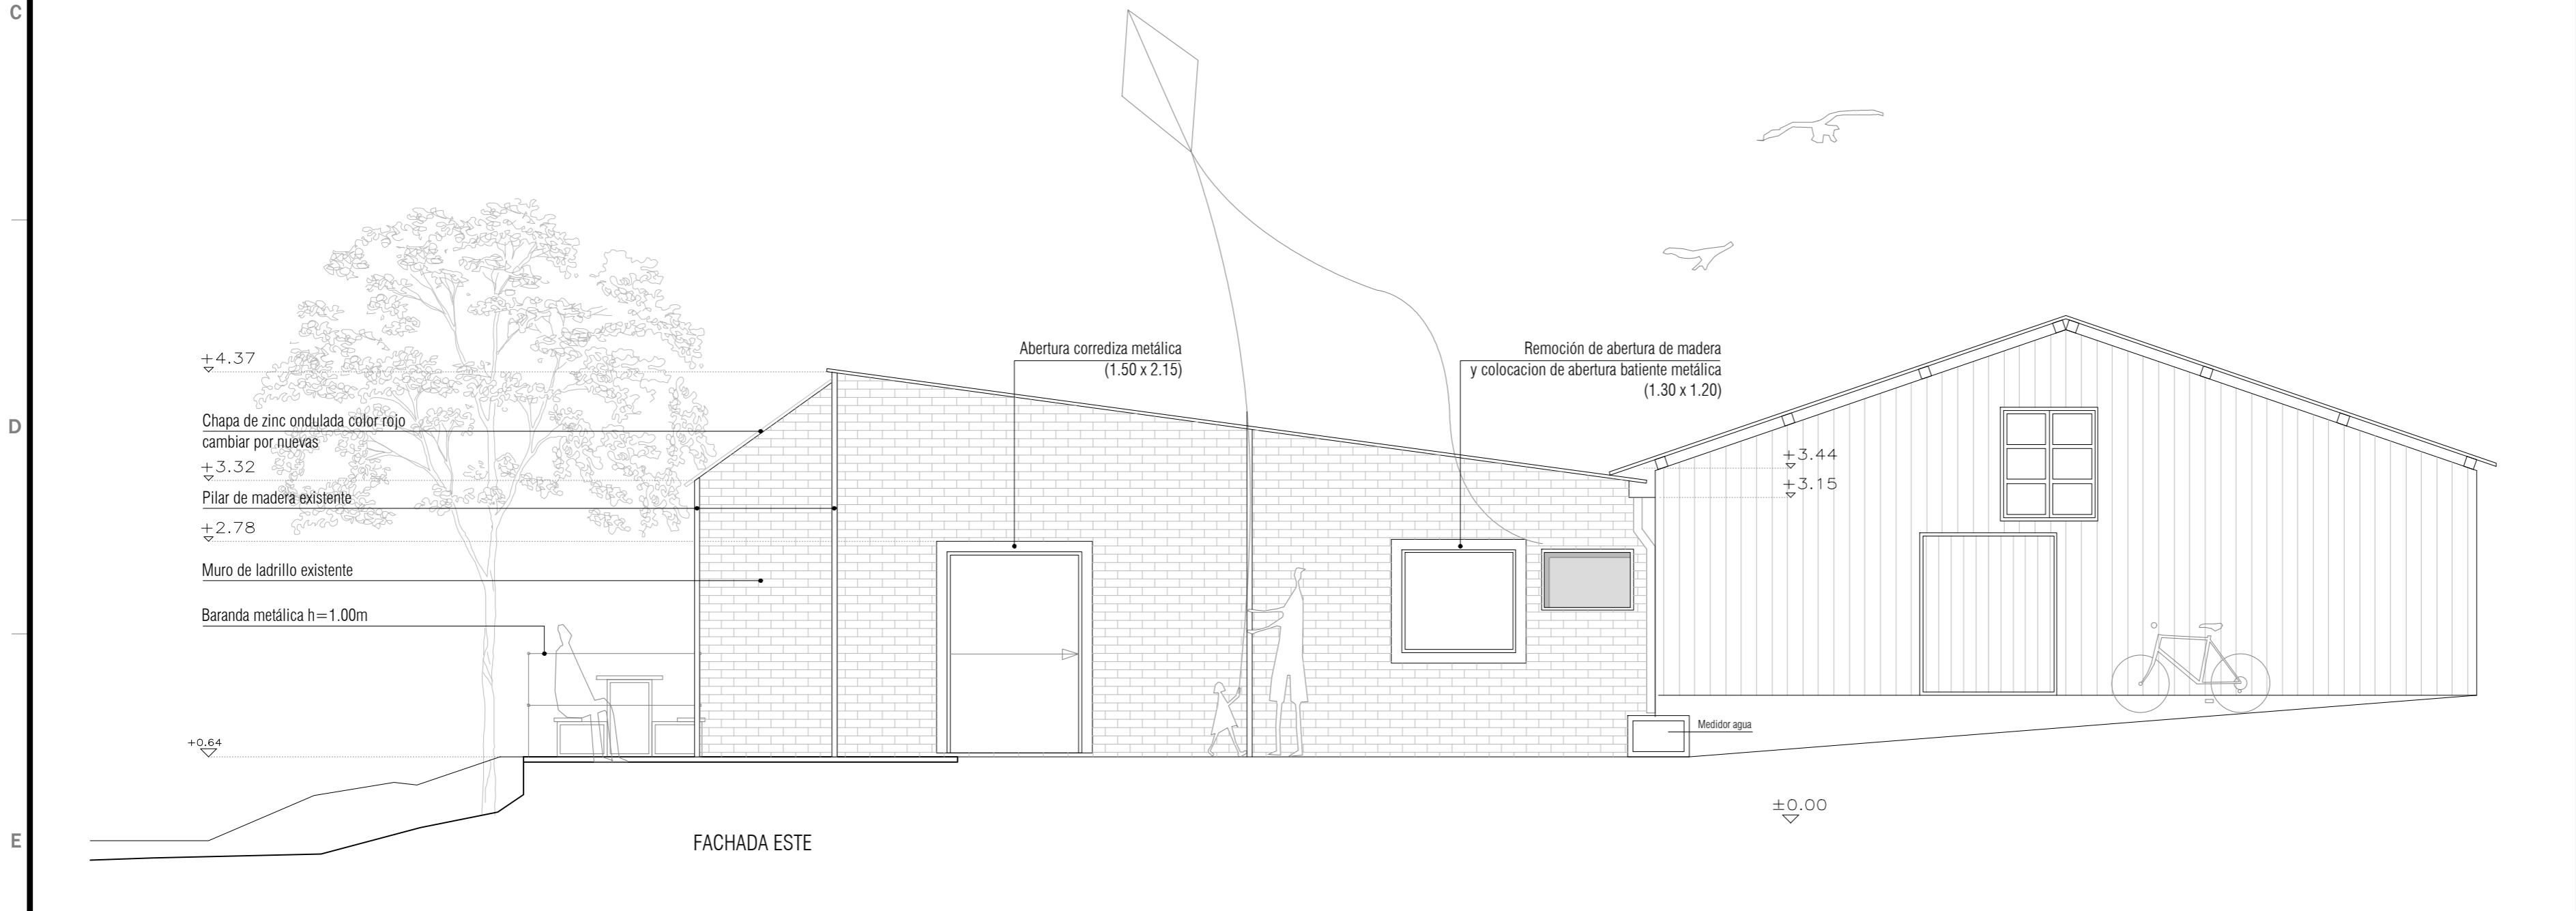 C
D
E
+4.37
Chapa de zinc ondulada color rojo
cambiar por nuevas
+3.32
Pilar de madera existente
+2.78
Muro de ladrillo existente
Baranda metálica h=1.00m
+0.64
Abertura corrediza metálica
(1.50 x 2.15)
Remoción de abertura de madera
y colocacion de abertura batiente metálica
(1.30 x 1.20)
+3.44
+3.15
Medidor agua
±0.00
FACHADA ESTE